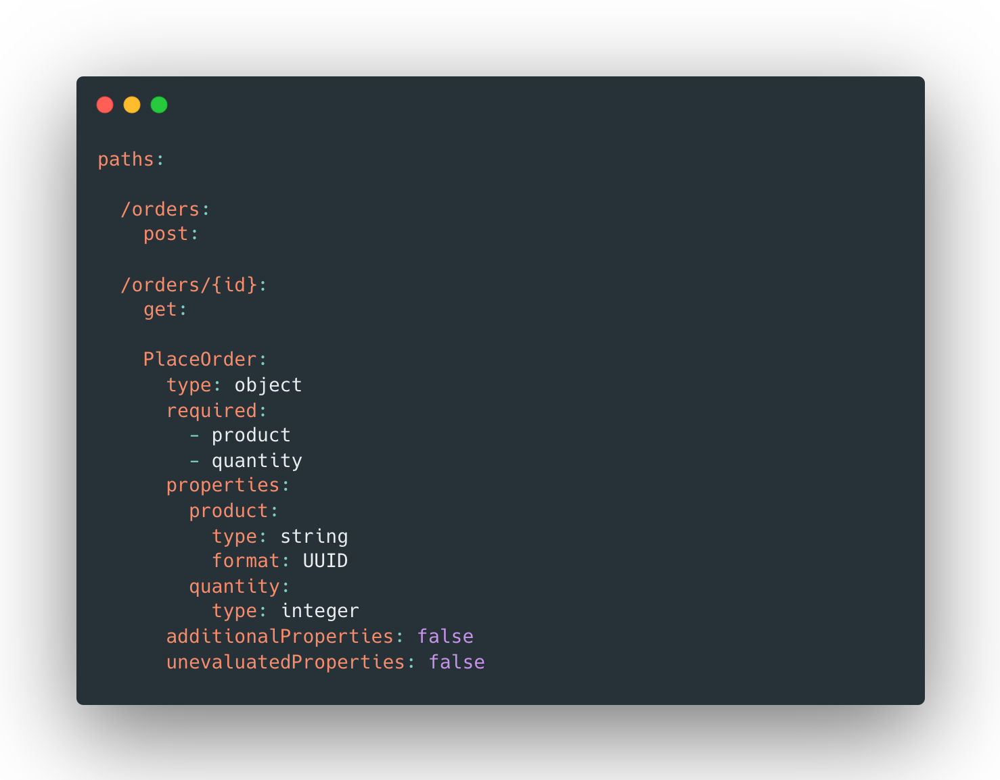 paths:
  /orders:
    post:
  /orders/{id}:
    get:
    PlaceOrder:
      type: object
      required:
        - product
        - quantity
      properties:
        product:
          type: string
          format: UUID
        quantity:
          type: integer
      additionalProperties: false
      unevaluatedProperties: false